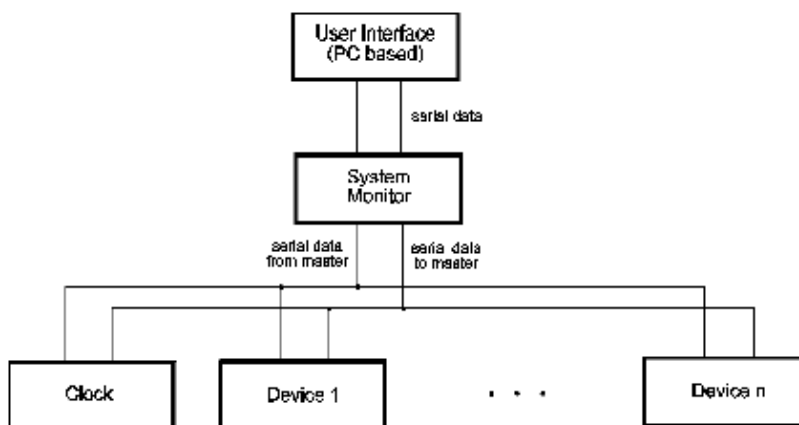 User Interface
(PC based)
serial data
System
Monitor
serial data
from master
serial data
to master
Clock
Device 1
. . .
Device n